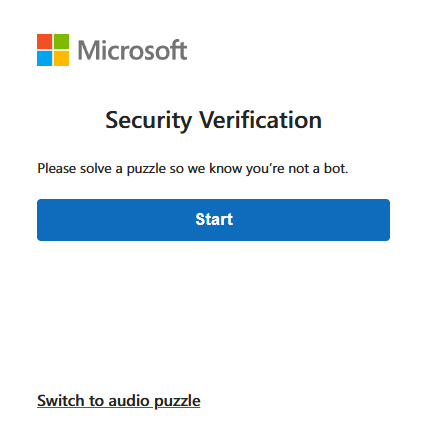 Microsoft
Security Verification
Please solve a puzzle so we know you’re not a bot.
Start
Switch to audio puzzle